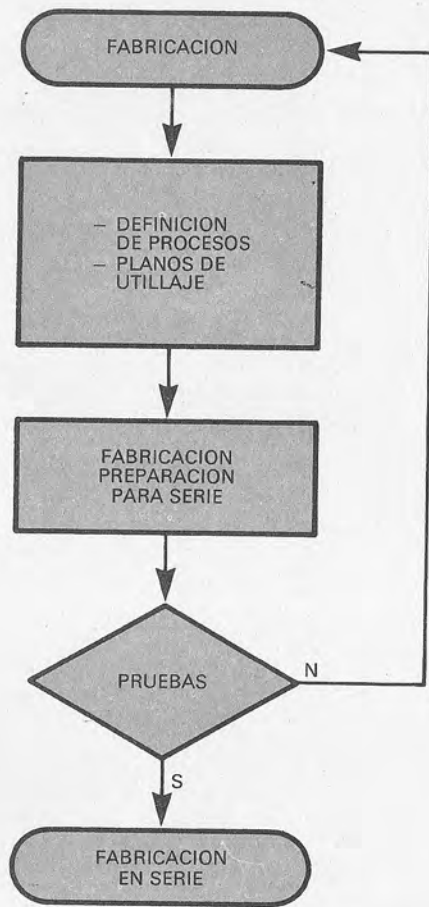 FABRICACION
– DEFINICION
DE PROCESOS
– PLANOS DE
UTILLAJE
FABRICACION
PREPARACION
PARA SERIE
PRUEBAS
N
S
FABRICACION
EN SERIE